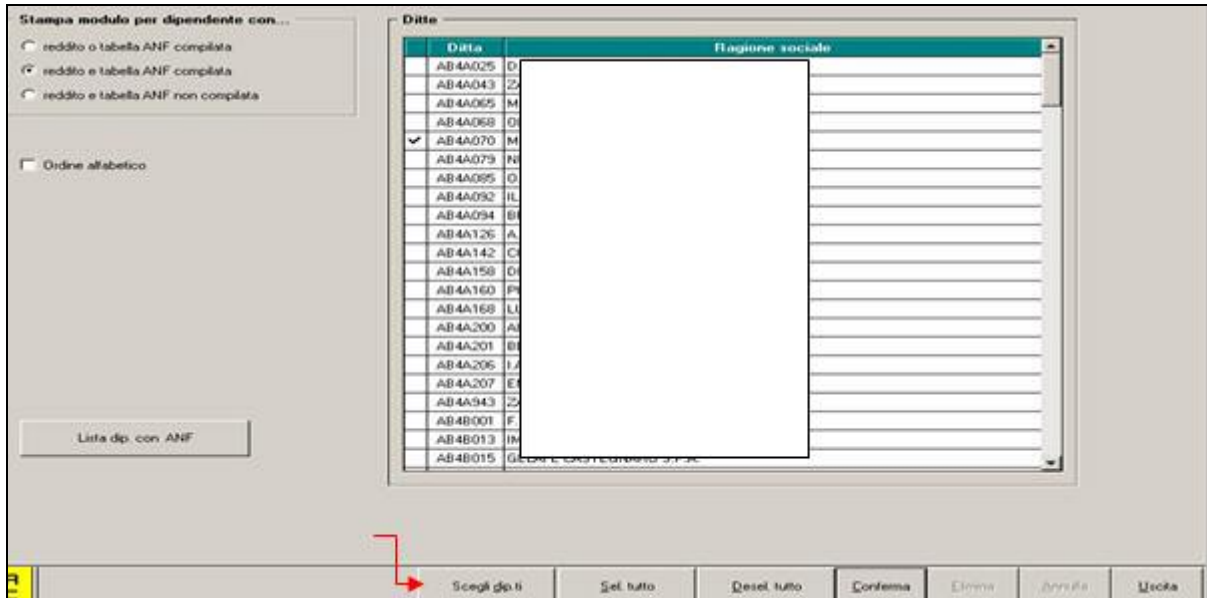 Stampa modulo per dipendente con...
reddito o tabella ANF compilata
reddito e tabella ANF compilata
reddito e tabella ANF non compilata
Ordine alfabetico
Lista dip. con ANF
Ditte
Ditta Ragione sociale
AB4A025 D
AB4A043
AB4A065 M
AB4A068
AB4A070 M
AB4A079
AB4A085 O.
AB4A092 IL
AB4A094
AB4A126 A.
AB4A142
AB4A158
AB4A160
AB4A168
AB4A200
AB4A201
AB4A206
AB4A207
AB4A943
AB4B001 F.
AB4B013 IM
AB4B015
Scegli dip.ti Sel. tutto Desel. tutto Conferma Elimina Annulla Uscita